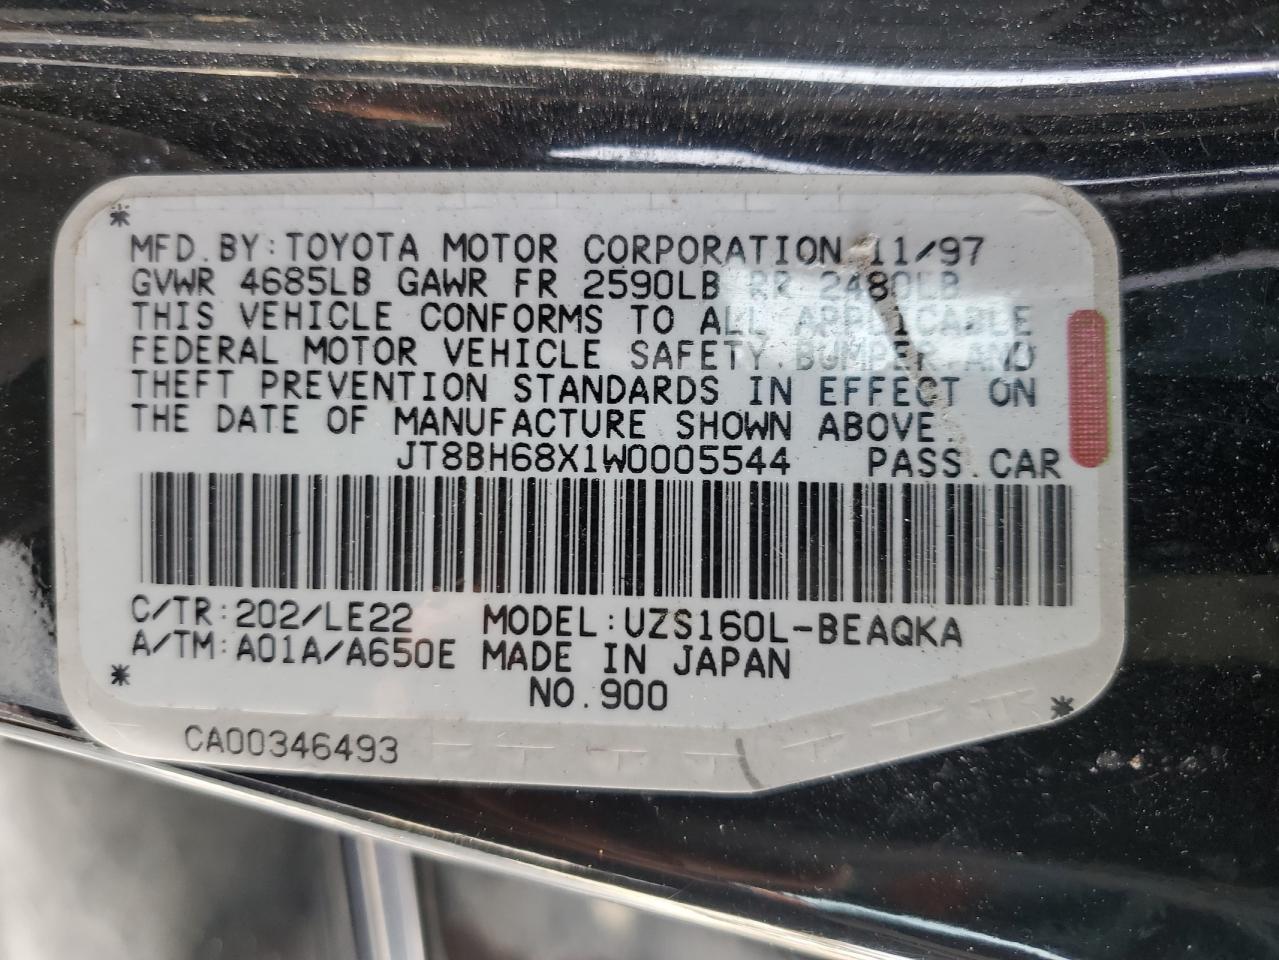 MFD. BY: TOYOTA MOTOR CORPORATION 11/97
GVWR 4685LB GAWR FR 2590LB RR 2480LB
THIS VEHICLE CONFORMS TO ALL APPLICABLE
FEDERAL MOTOR VEHICLE SAFETY, BUMPER, AND
THEFT PREVENTION STANDARDS IN EFFECT ON
THE DATE OF MANUFACTURE SHOWN ABOVE.
JT8BH68X1W0005544 PASS. CAR
C/TR: 202/LE22 MODEL: UZS160L-BEAQKA
A/TM: A01A/A650E MADE IN JAPAN
NO. 900
CA00346493